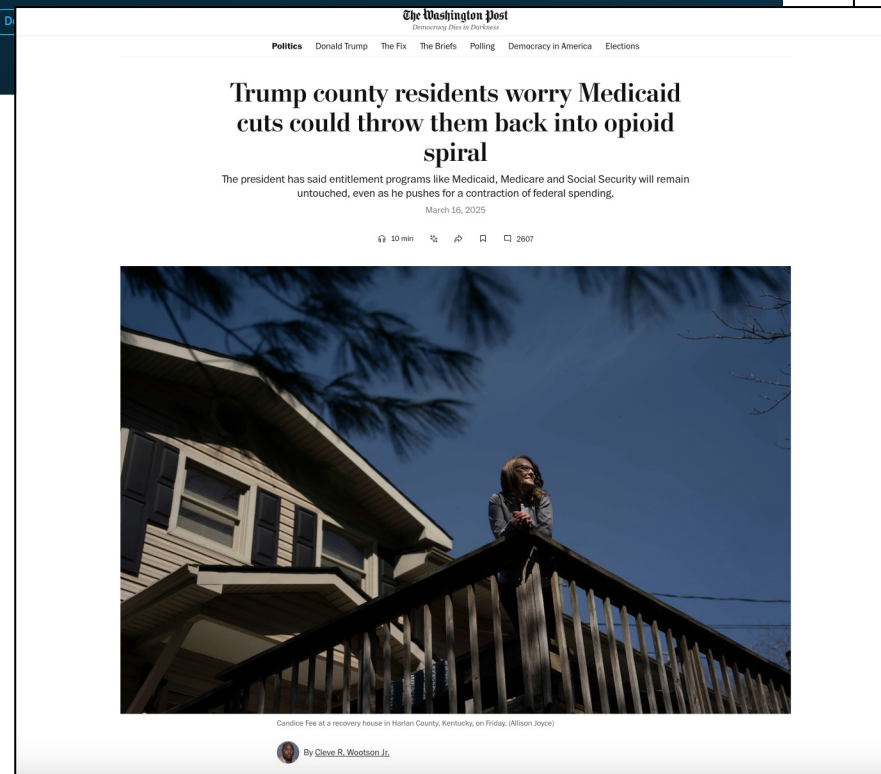 De
The Washington Post
Democracy Dies in Darkness
Politics Donald Trump The Fix The Briefs Polling Democracy in America Elections
Trump county residents worry Medicaid
cuts could throw them back into opioid
spiral
The president has said entitlement programs like Medicaid, Medicare and Social Security will remain
untouched, even as he pushes for a contraction of federal spending.
March 16, 2025
10 min 2607
Candice Fee at a recovery house in Harlan County, Kentucky, on Friday. (Allison Joyce)
By Cleve R. Wootson Jr.